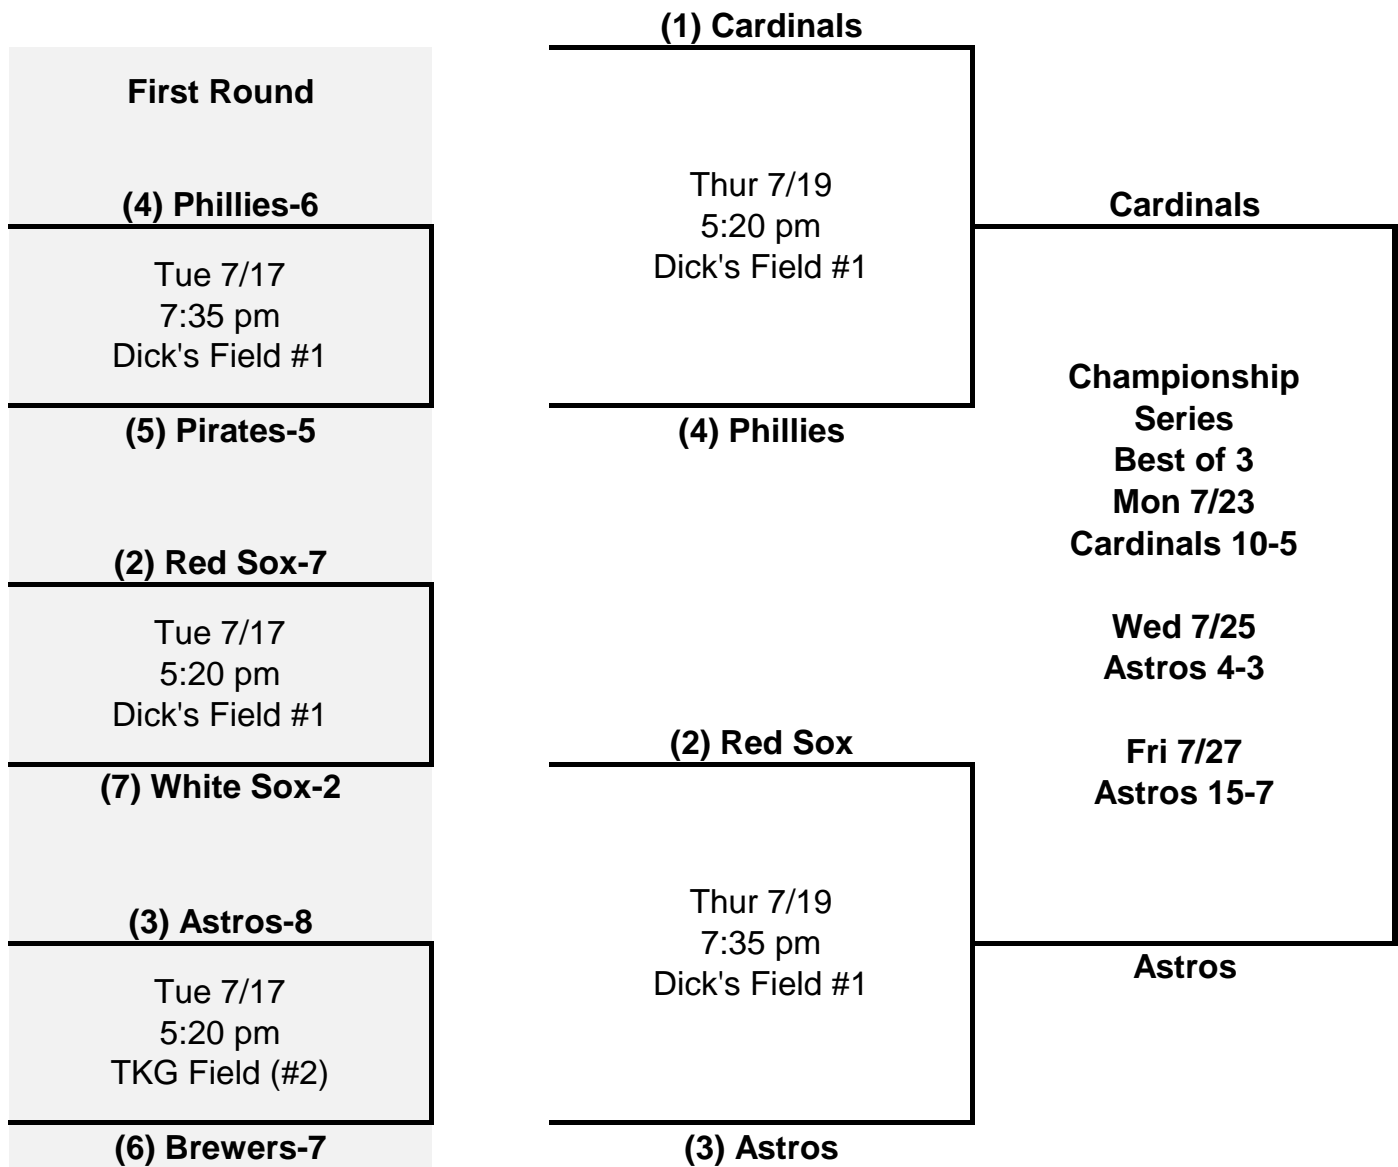 First Round
(4) Phillies-6
Tue 7/17
7:35 pm
Dick's Field #1
(5) Pirates-5
(2) Red Sox-7
Tue 7/17
5:20 pm
Dick's Field #1
(7) White Sox-2
(3) Astros-8
Tue 7/17
5:20 pm
TKG Field (#2)
(6) Brewers-7
(1) Cardinals
Thur 7/19
5:20 pm
Dick's Field #1
(4) Phillies
(2) Red Sox
Thur 7/19
7:35 pm
Dick's Field #1
(3) Astros
Cardinals
Championship
Series
Best of 3
Mon 7/23
Cardinals 10-5
Wed 7/25
Astros 4-3
Fri 7/27
Astros 15-7
Astros